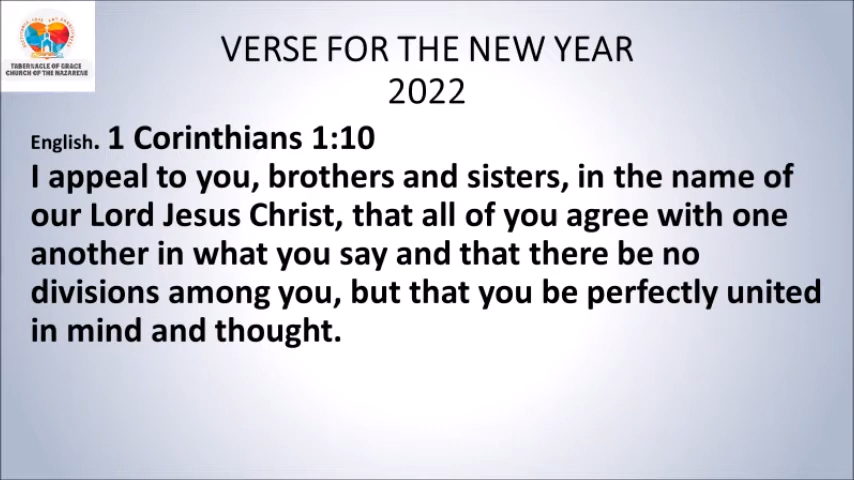 TABERNACLE OF GRACE
CHURCH OF THE NAZARENE
VERSE FOR THE NEW YEAR
2022
English. 1 Corinthians 1:10
I appeal to you, brothers and sisters, in the name of
our Lord Jesus Christ, that all of you agree with one
another in what you say and that there be no
divisions among you, but that you be perfectly united
in mind and thought.